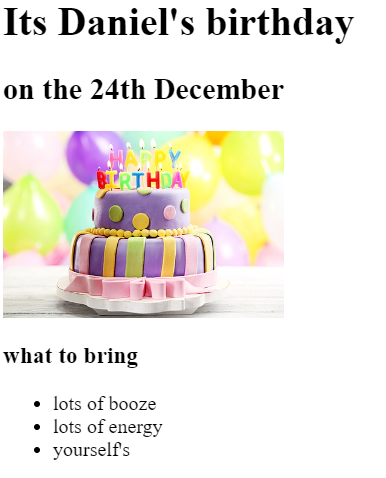 Its Daniel's birthday
on the 24th December
HAPPY
BIRTHDAY
what to bring
lots of booze
lots of energy
yourself's